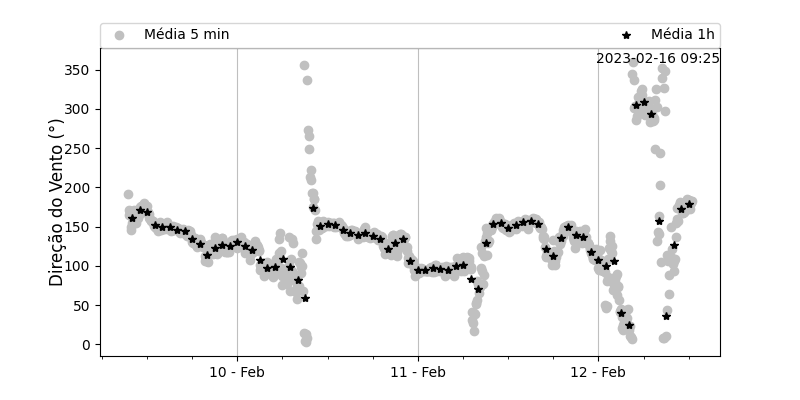 Média 5 min
Média 1h
2023-02-16 09:25
Direção do Vento (°)
350
300
250
200
150
100
50
0
10 - Feb
11 - Feb
12 - Feb